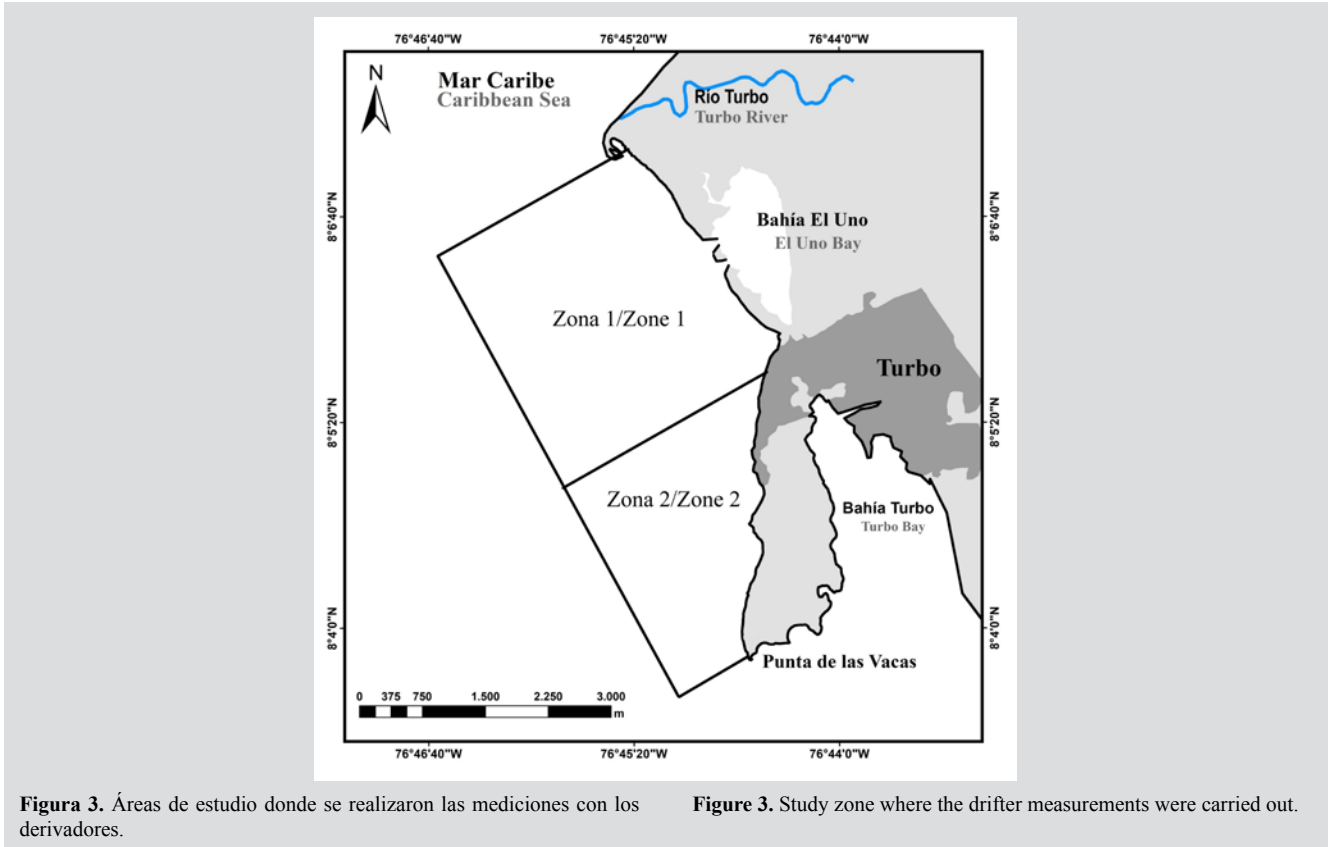 76°46'40"W 76°45'20"W 76°44'0"W
N
Mar Caribe
Caribbean Sea
Río Turbo
Turbo River
8°6'40"N
8°6'40"N
Bahía El Uno
El Uno Bay
Zona 1/Zone 1
Turbo
8°5'20"N
8°5'20"N
Zona 2/Zone 2
Bahía Turbo
Turbo Bay
8°4'0"N
8°4'0"N
Punta de las Vacas
0 375 750 1.500 2.250 3.000
m
76°46'40"W 76°45'20"W 76°44'0"W
Figura 3. Áreas de estudio donde se realizaron las mediciones con los
derivadores.
Figure 3. Study zone where the drifter measurements were carried out.